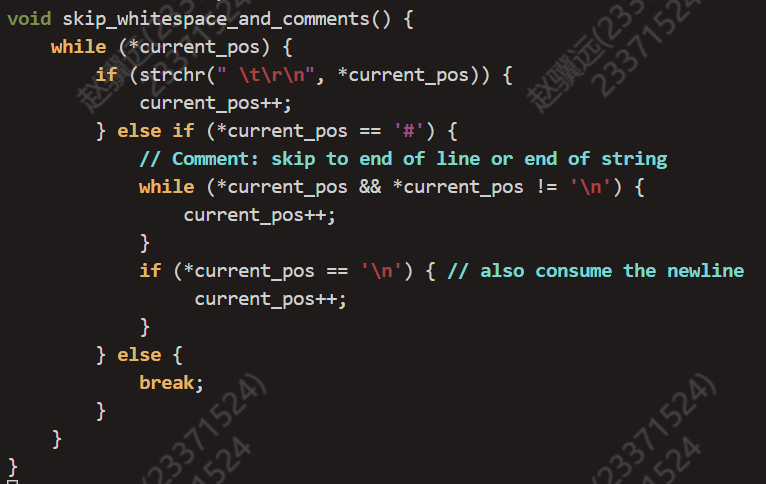 void skip_whitespace_and_comments() {
    while (*current_pos) {
        if (strchr(" \t\r\n", *current_pos)) {
            current_pos++;
        } else if (*current_pos == '#') {
            // Comment: skip to end of line or end of string
            while (*current_pos && *current_pos != '\n') {
                current_pos++;
            }
            if (*current_pos == '\n') { // also consume the newline
                 current_pos++;
            }
        } else {
            break;
        }
    }
}
赵骥远(23371524)
23371524
赵骥远(23371524)
23371524
(23371524)
23371524
(23371524)
23371524